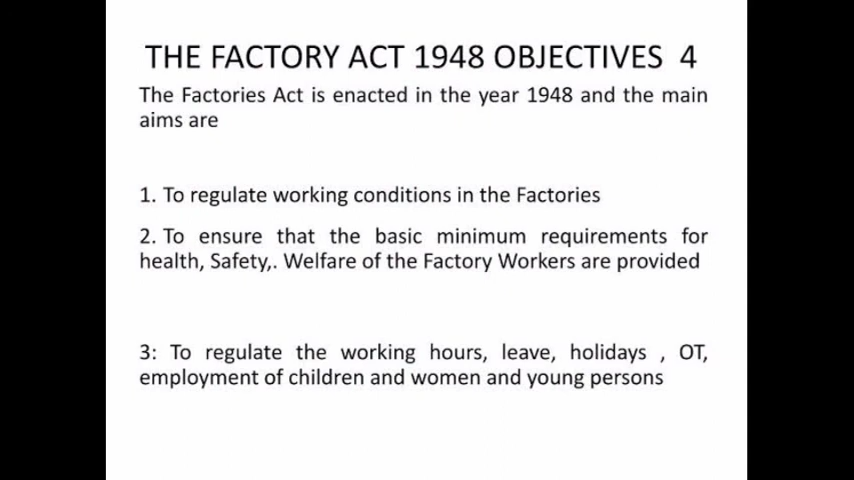 THE FACTORY ACT 1948 OBJECTIVES 4
The Factories Act is enacted in the year 1948 and the main
aims are
1. To regulate working conditions in the Factories
2. To ensure that the basic minimum requirements for
health, Safety,. Welfare of the Factory Workers are provided
3: To regulate the working hours, leave, holidays , OT,
employment of children and women and young persons